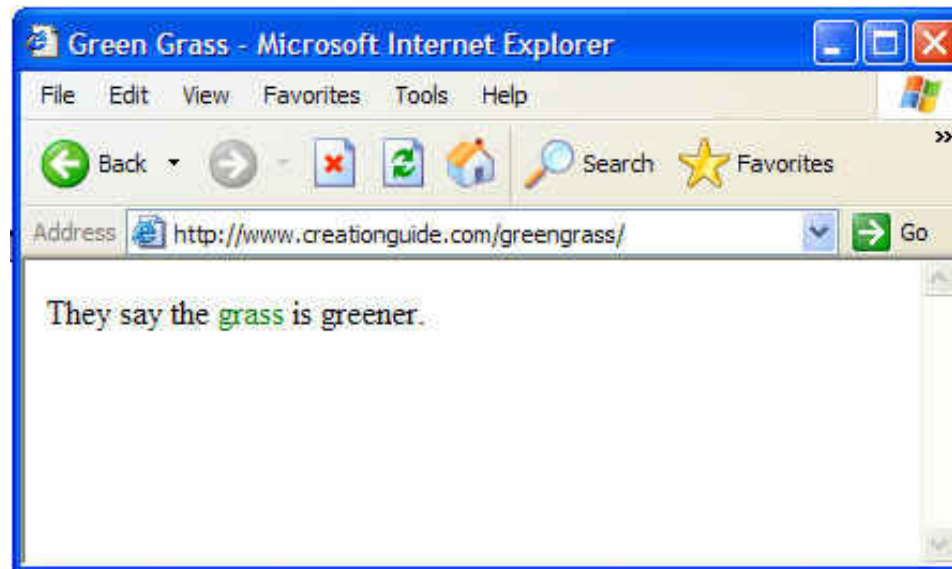 Green Grass - Microsoft Internet Explorer
File Edit View Favorites Tools Help
Back Search Favorites »
Address http://www.creationguide.com/greengrass/ Go
They say the grass is greener.